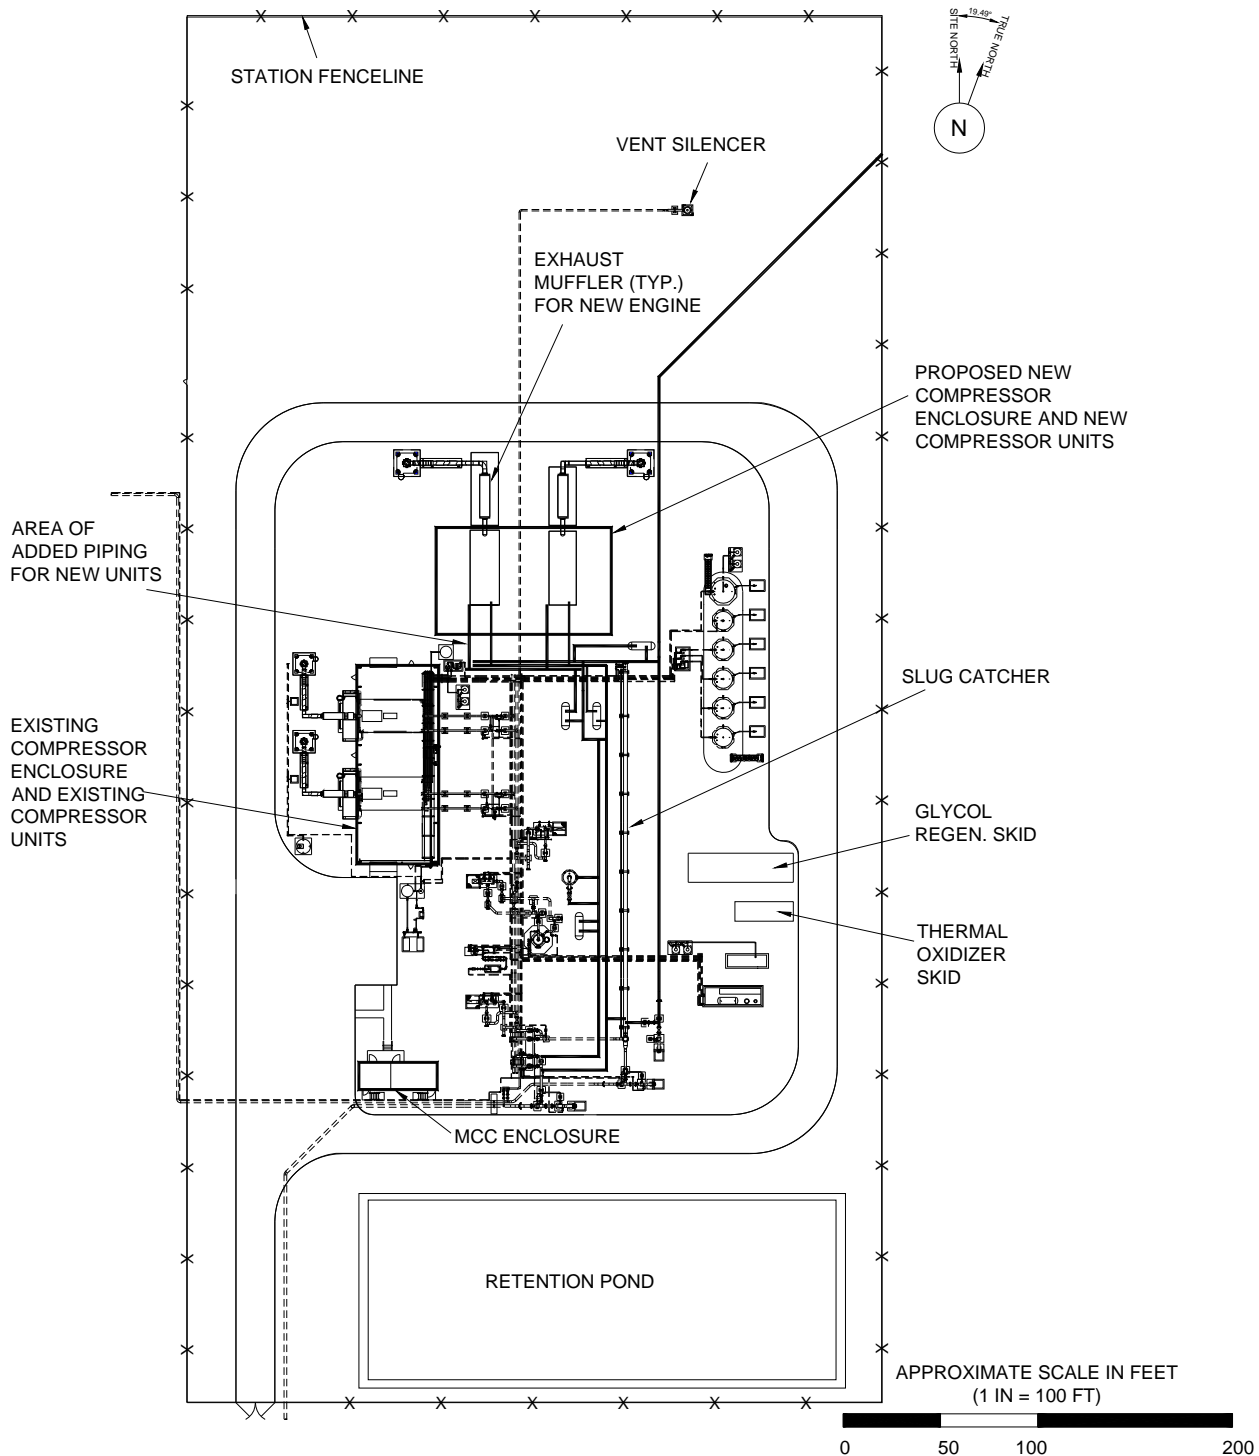 STATION FENCELINE
SITE NORTH
19.49°
TRUE NORTH
N
VENT SILENCER
EXHAUST
MUFFLER (TYP.)
FOR NEW ENGINE
PROPOSED NEW
COMPRESSOR
ENCLOSURE AND NEW
COMPRESSOR UNITS
AREA OF
ADDED PIPING
FOR NEW UNITS
SLUG CATCHER
EXISTING
COMPRESSOR
ENCLOSURE
AND EXISTING
COMPRESSOR
UNITS
GLYCOL
REGEN. SKID
THERMAL
OXIDIZER
SKID
MCC ENCLOSURE
RETENTION POND
APPROXIMATE SCALE IN FEET
(1 IN = 100 FT)
0 50 100 200